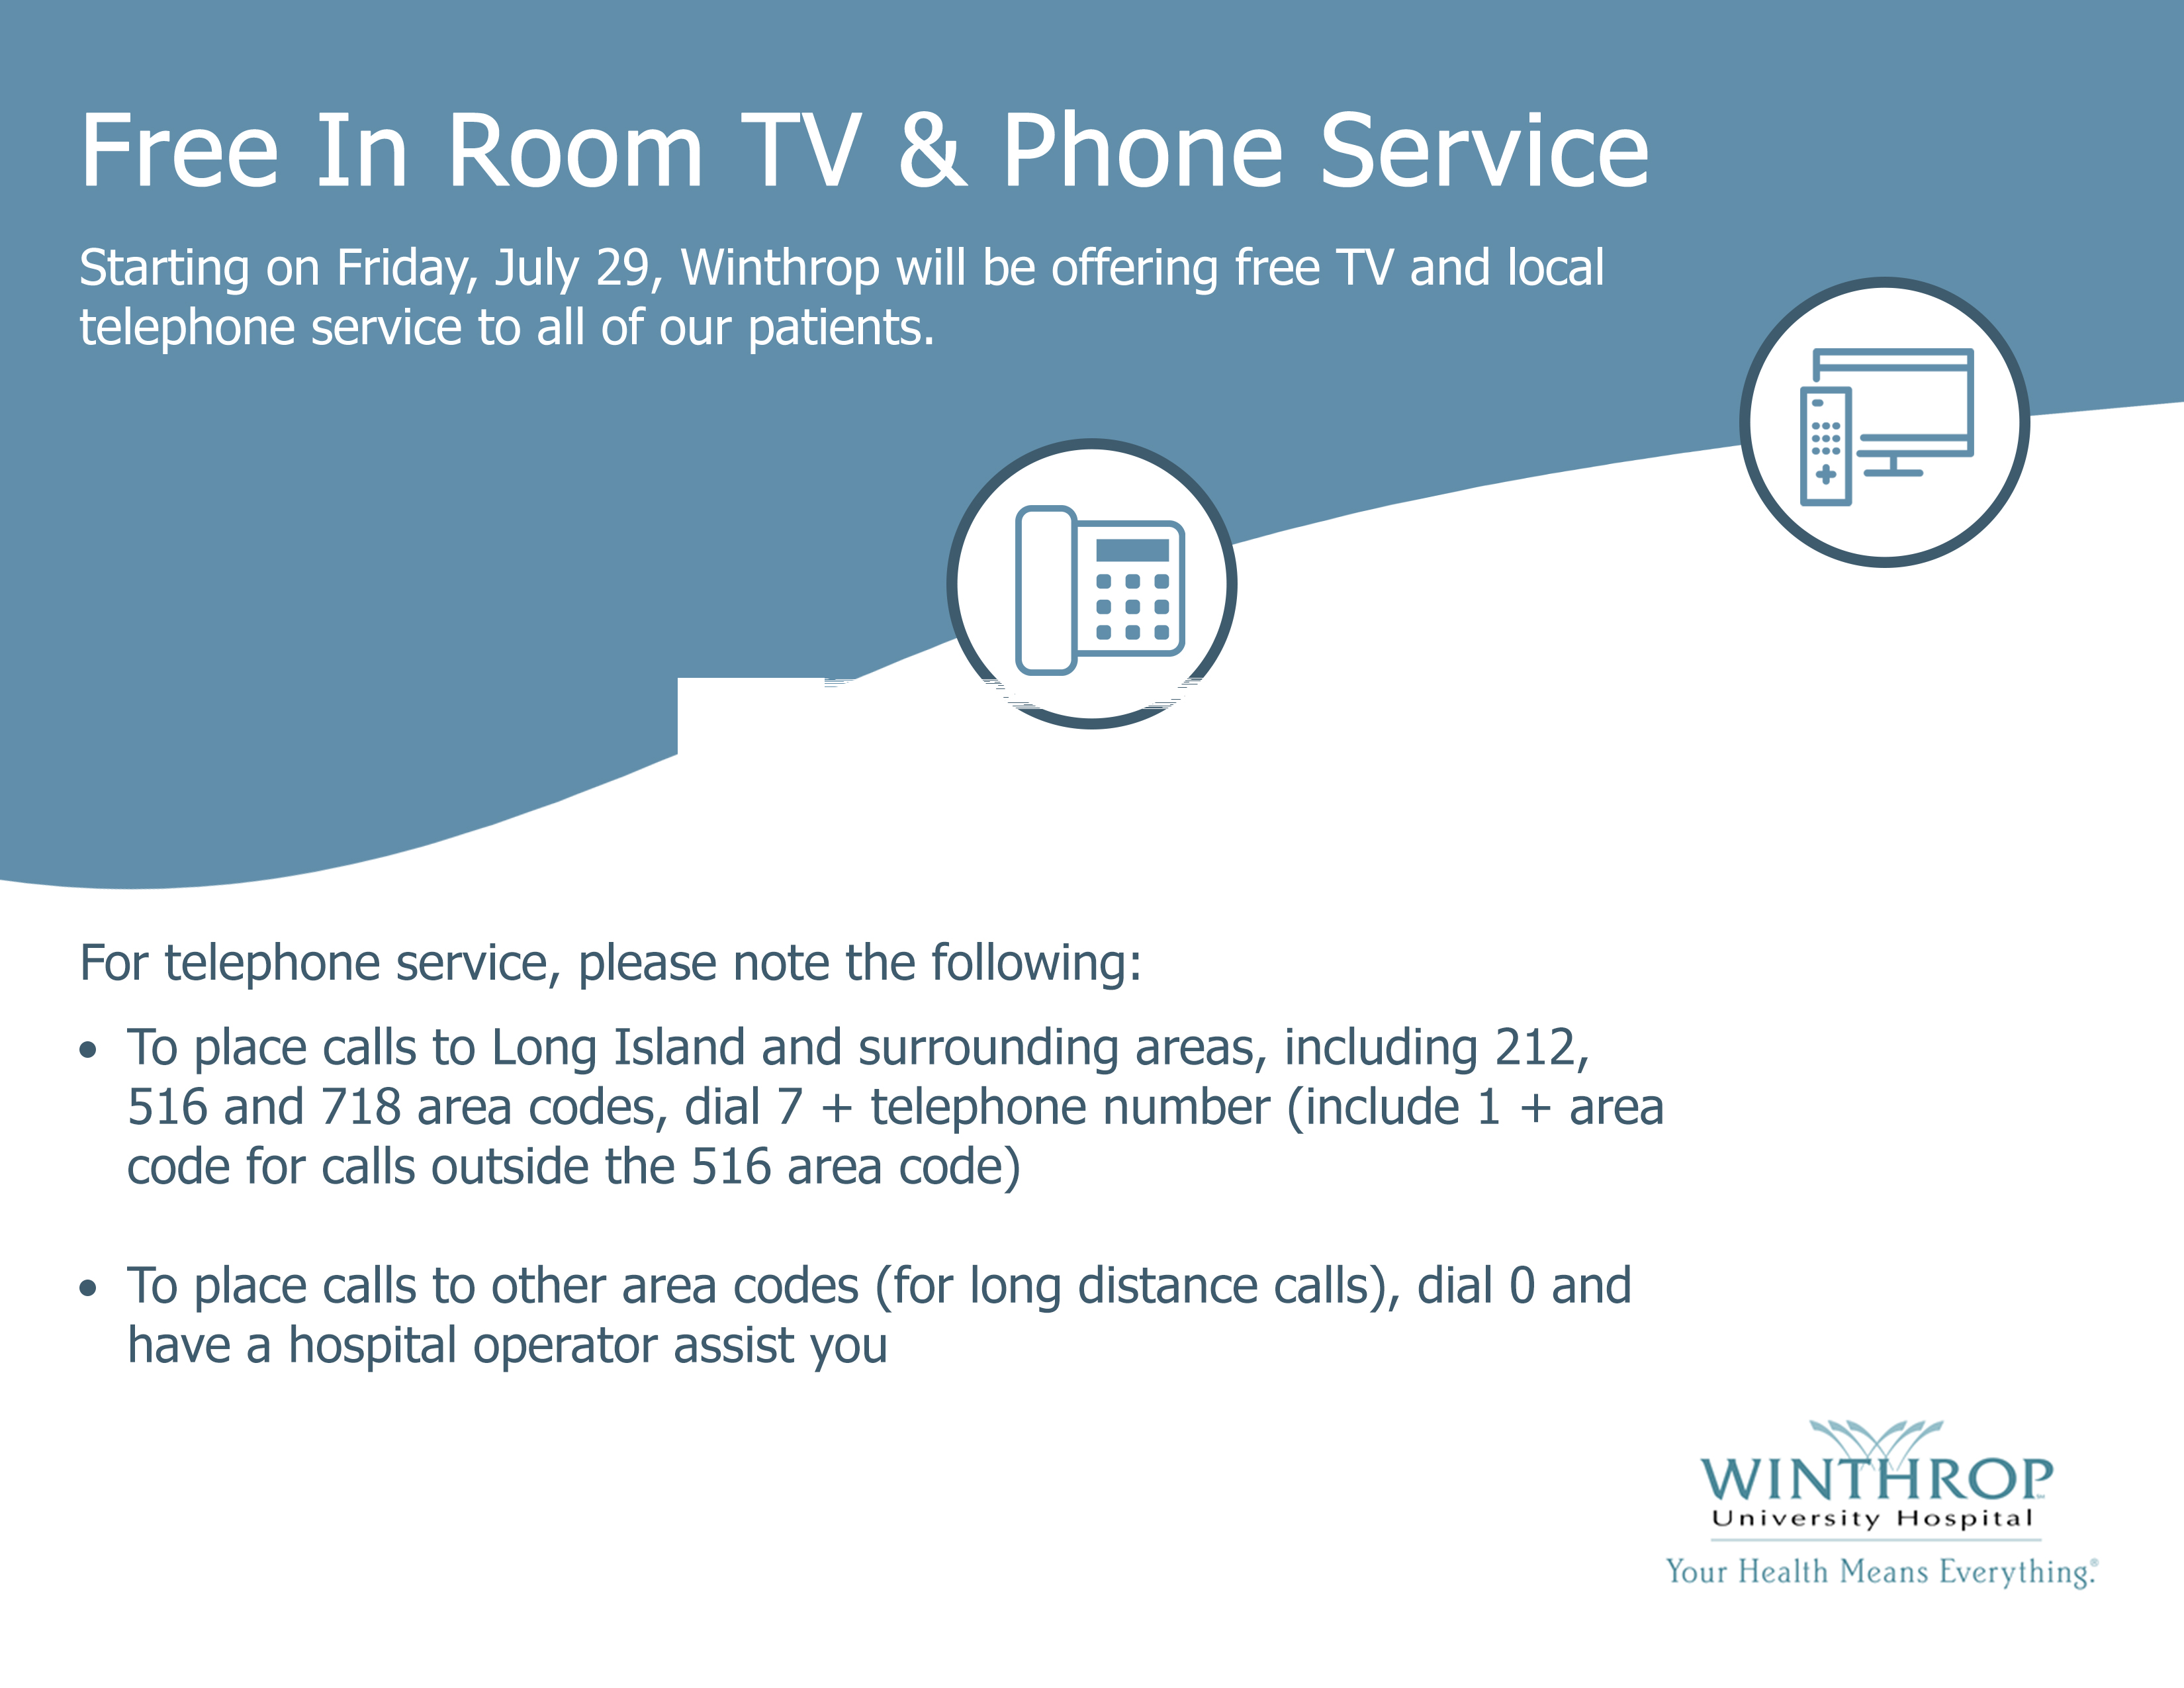 Free In Room TV & Phone Service
Starting on Friday, July 29, Winthrop will be offering free TV and local
telephone service to all of our patients.
For telephone service, please note the following:
• To place calls to Long Island and surrounding areas, including 212,
516 and 718 area codes, dial 7 + telephone number (include 1 + area
code for calls outside the 516 area code)
• To place calls to other area codes (for long distance calls), dial 0 and
have a hospital operator assist you
WINTHROP℠
University Hospital
Your Health Means Everything.®